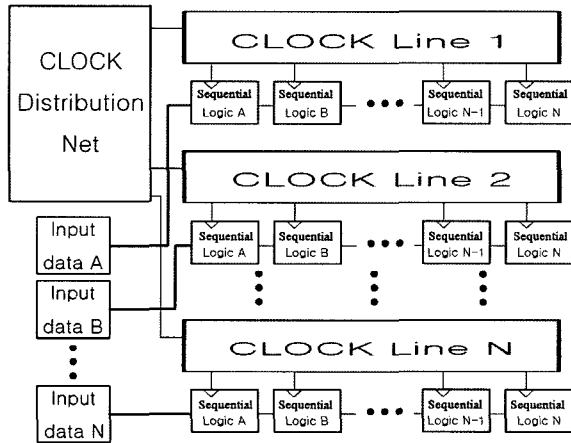 CLOCK
Distribution
Net
CLOCK Line 1
Sequential
Logic A
Sequential
Logic B
Sequential
Logic N-1
Sequential
Logic N
CLOCK Line 2
Sequential
Logic A
Sequential
Logic B
Sequential
Logic N-1
Sequential
Logic N
Input
data A
Input
data B
Input
data N
CLOCK Line N
Sequential
Logic A
Sequential
Logic B
Sequential
Logic N-1
Sequential
Logic N